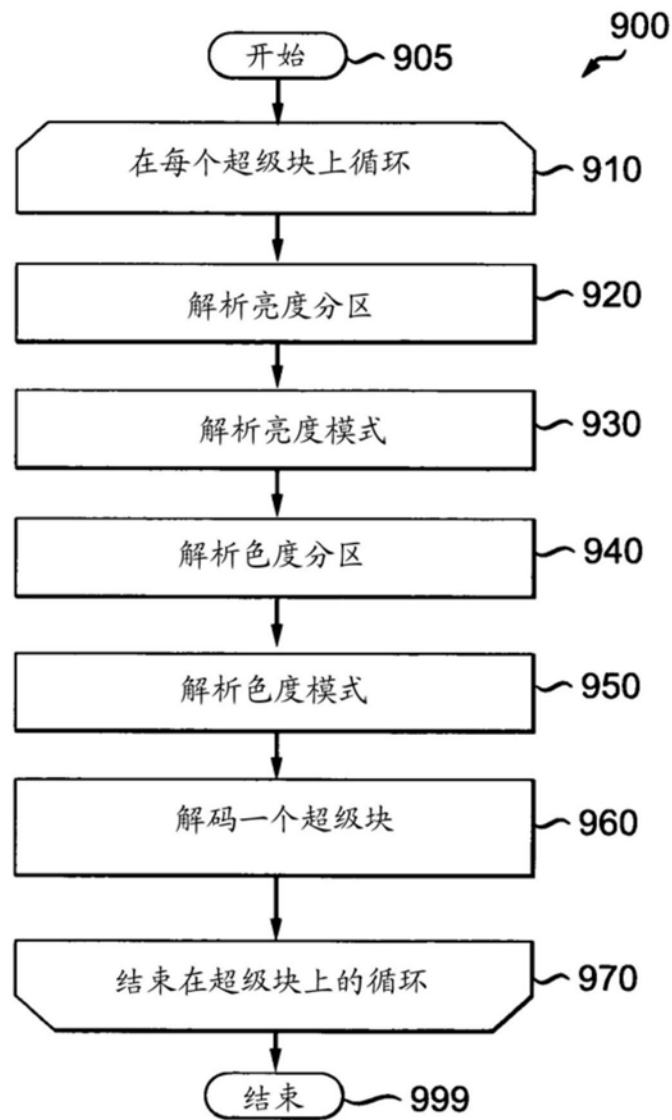 900
开始 905
在每个超级块上循环 910
解析亮度分区 920
解析亮度模式 930
解析色度分区 940
解析色度模式 950
解码一个超级块 960
结束在超级块上的循环 970
结束 999